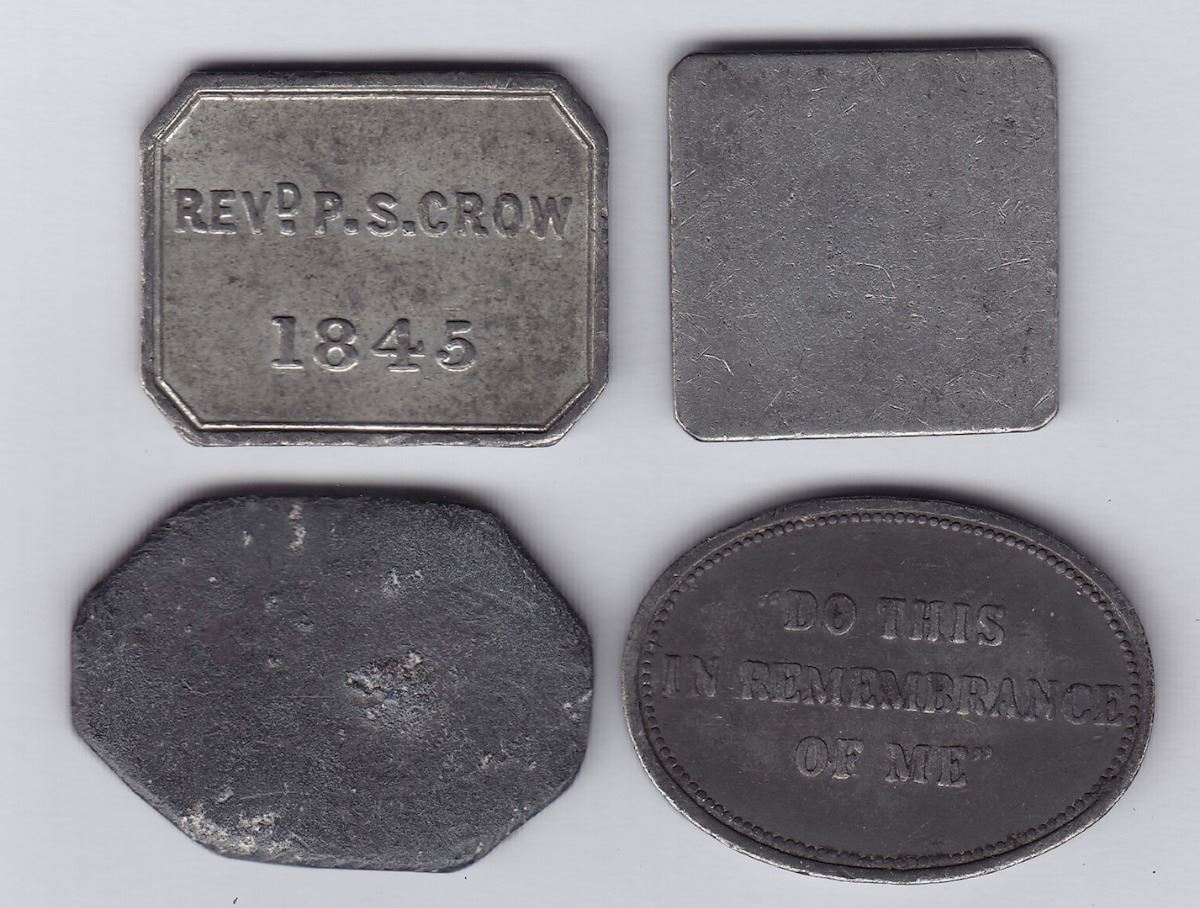 REVᴰ. P.S.CROW
1845
"DO THIS
IN REMEMBRANCE
OF ME"